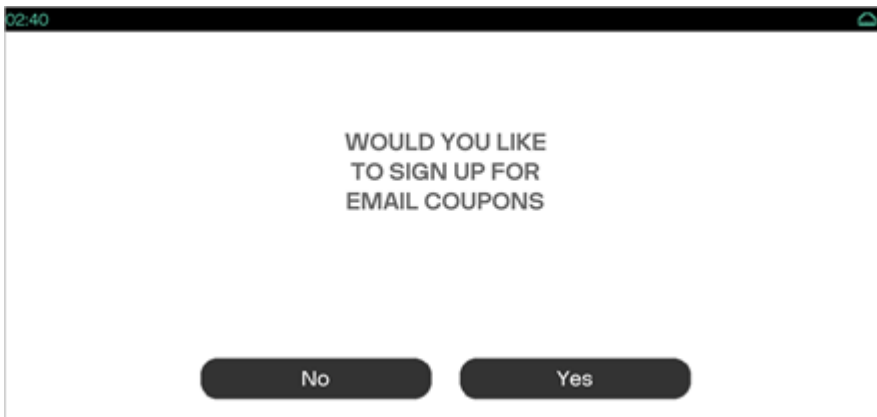 02:40
WOULD YOU LIKE
TO SIGN UP FOR
EMAIL COUPONS
No Yes